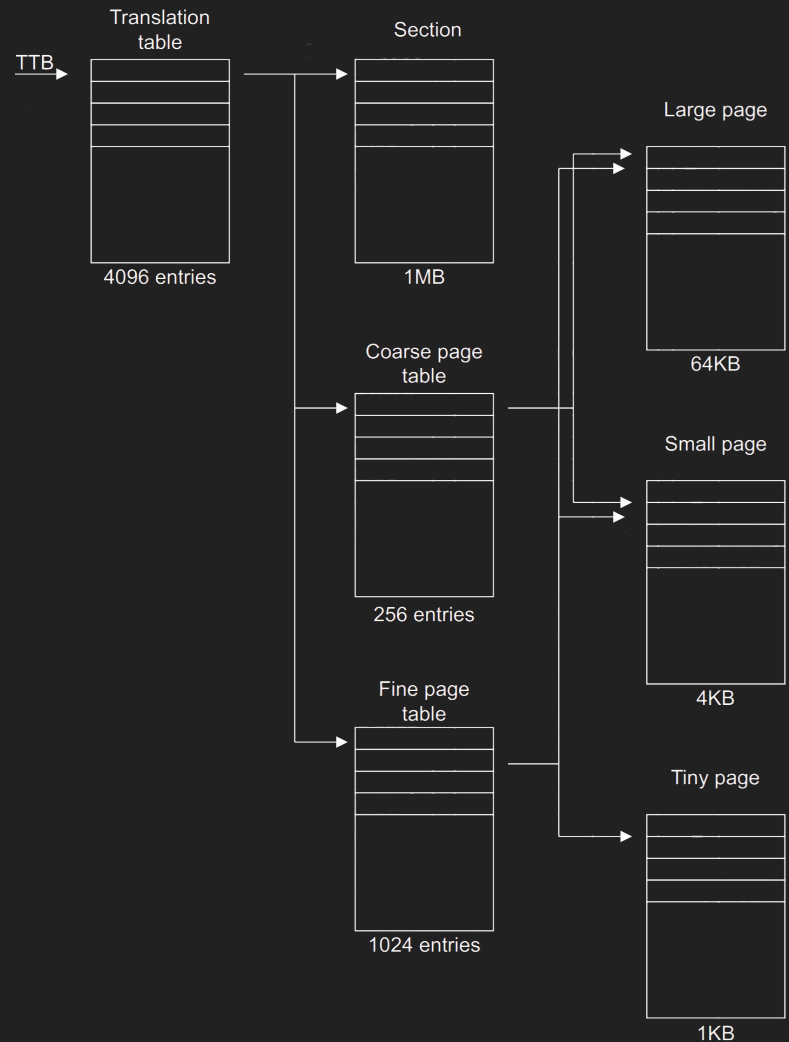 Translation
table
TTB
4096 entries
Section
1MB
Coarse page
table
256 entries
Fine page
table
1024 entries
Large page
64KB
Small page
4KB
Tiny page
1KB